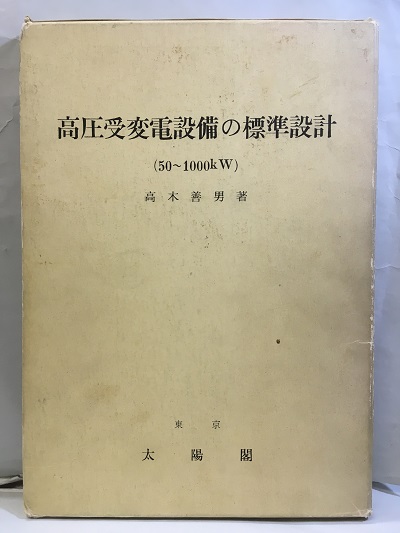 高圧受変電設備の標準設計
(50~1000kW)
高木善男著
東京
太陽閣